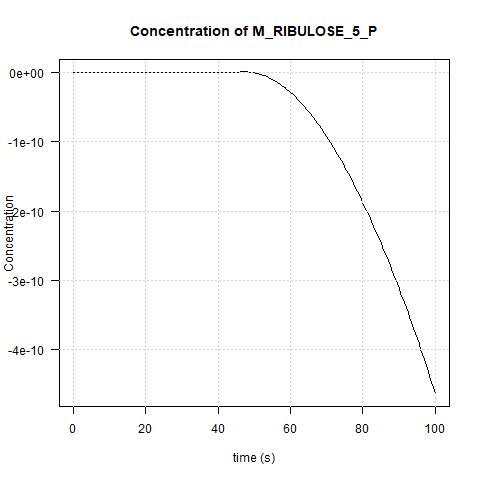 Concentration of M_RIBULOSE_5_P
Concentration
0e+00
-1e-10
-2e-10
-3e-10
-4e-10
0 20 40 60 80 100
time (s)